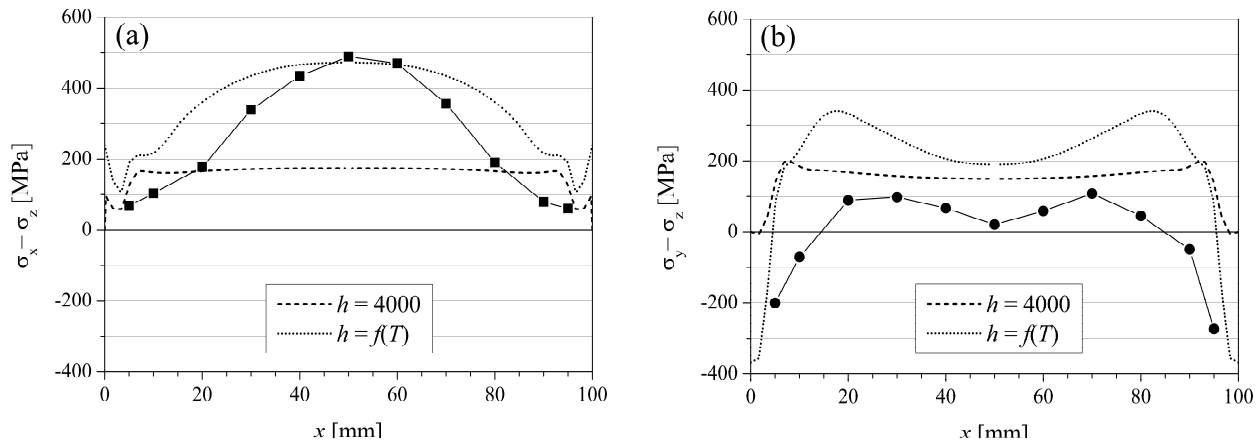 (a)
600
400
200
0
-200
-400
σx – σz [MPa]
h = 4000
h = f(T)
0 20 40 60 80 100
x [mm]
(b)
600
400
200
0
-200
-400
σy – σz [MPa]
h = 4000
h = f(T)
0 20 40 60 80 100
x [mm]